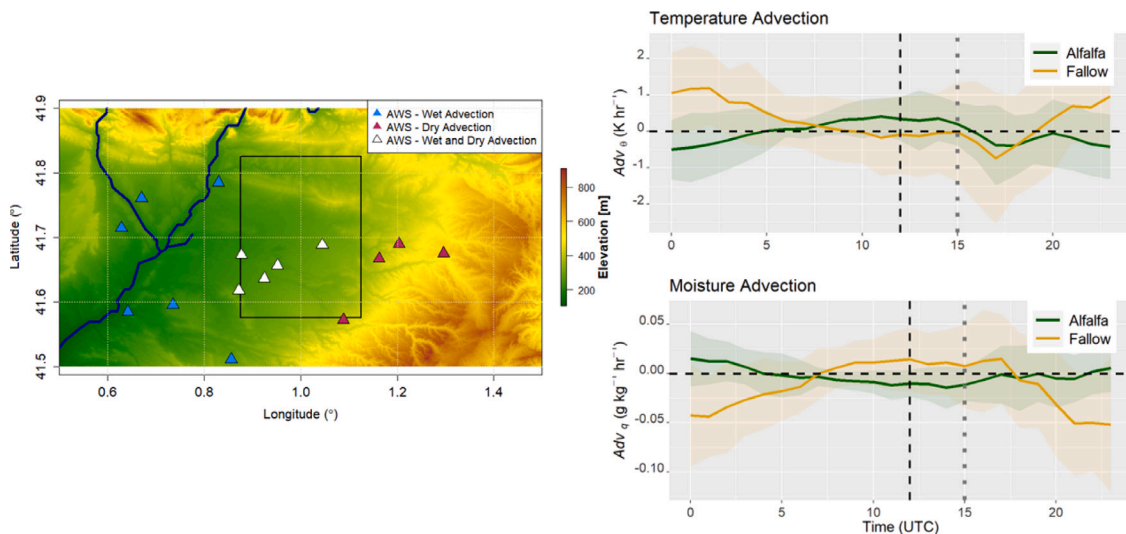 41.9
41.8
41.7
41.6
41.5
Latitude (°)
0.6
0.8
1.0
1.2
1.4
Longitude (°)
AWS - Wet Advection
AWS - Dry Advection
AWS - Wet and Dry Advection
800
600
400
200
Elevation [m]
Temperature Advection
2
1
0
-1
-2
Adv θ (K hr⁻¹)
0
5
10
15
20
Alfalfa
Fallow
Moisture Advection
0.05
0.00
-0.05
-0.10
Adv q (g kg⁻¹ hr⁻¹)
0
5
10
15
20
Time (UTC)
Alfalfa
Fallow